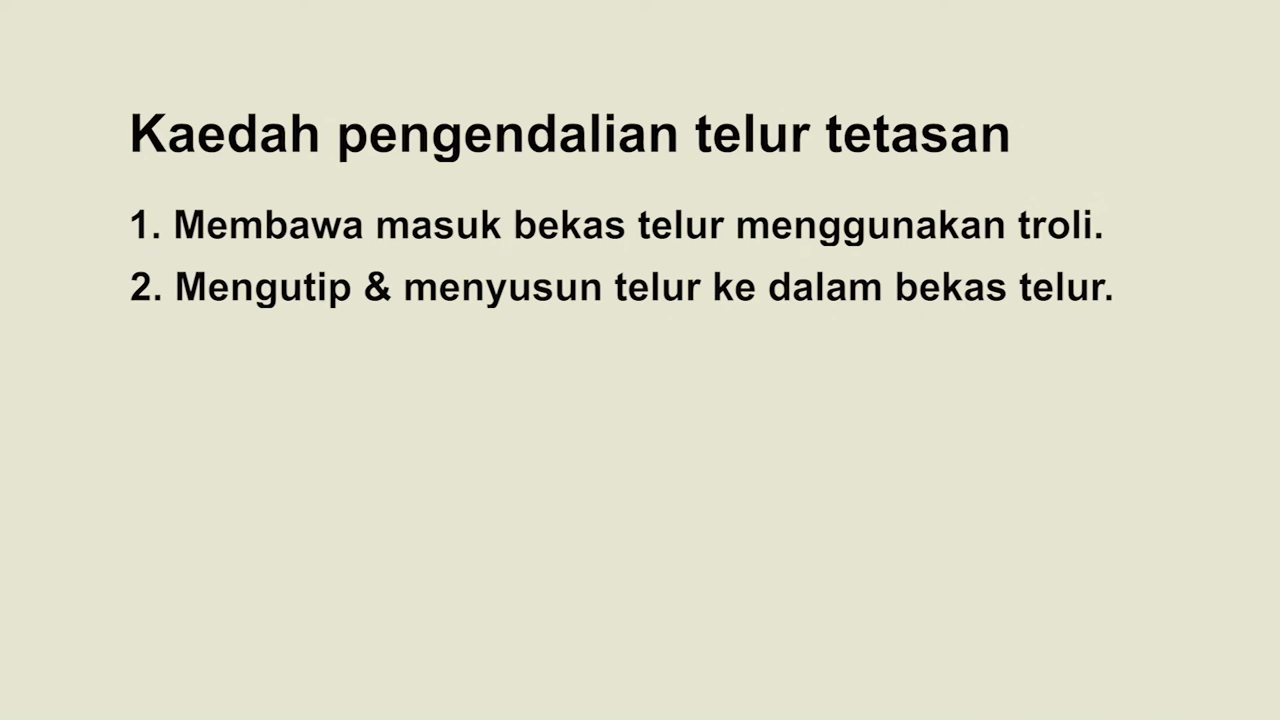 Kaedah pengendalian telur tetasan
1. Membawa masuk bekas telur menggunakan troli.
2. Mengutip & menyusun telur ke dalam bekas telur.